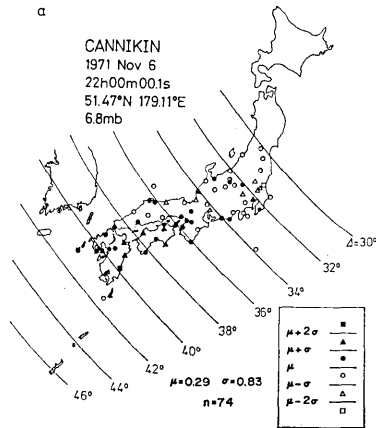 a
CANNIKIN
1971 Nov 6
22h00m00.1s
51.47°N 179.11°E
6.8mb
Δ=30°
32°
34°
36°
38°
40°
42°
44°
46°
μ=0.29 σ=0.83
n=74
μ+2σ
μ+σ
μ
μ-σ
μ-2σ